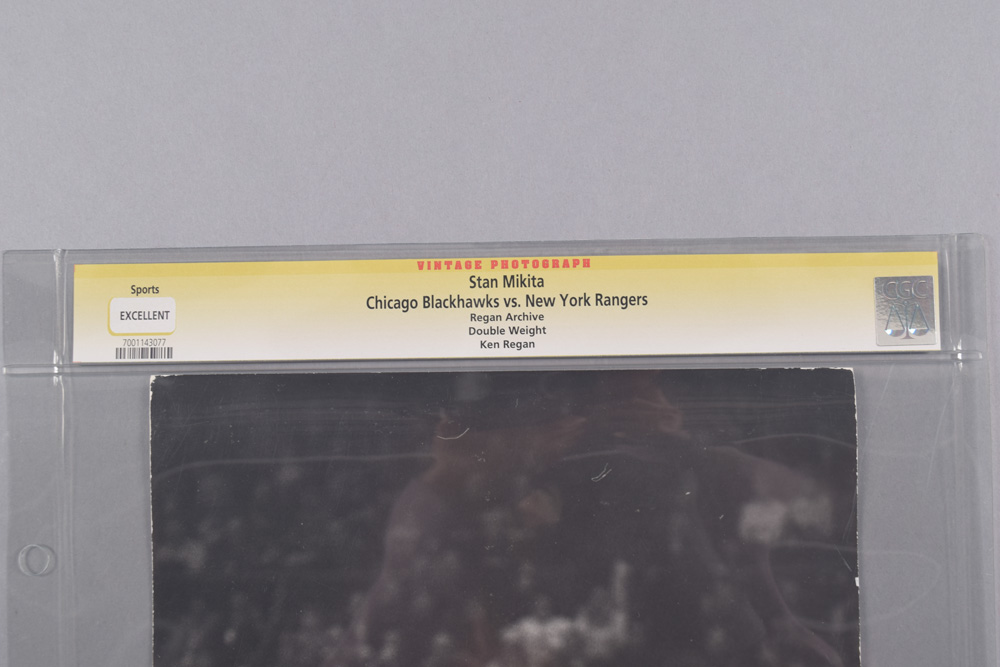 VINTAGE PHOTOGRAPH
Stan Mikita
Chicago Blackhawks vs. New York Rangers
Regan Archive
Double Weight
Ken Regan
Sports
EXCELLENT
7001143077
CGC